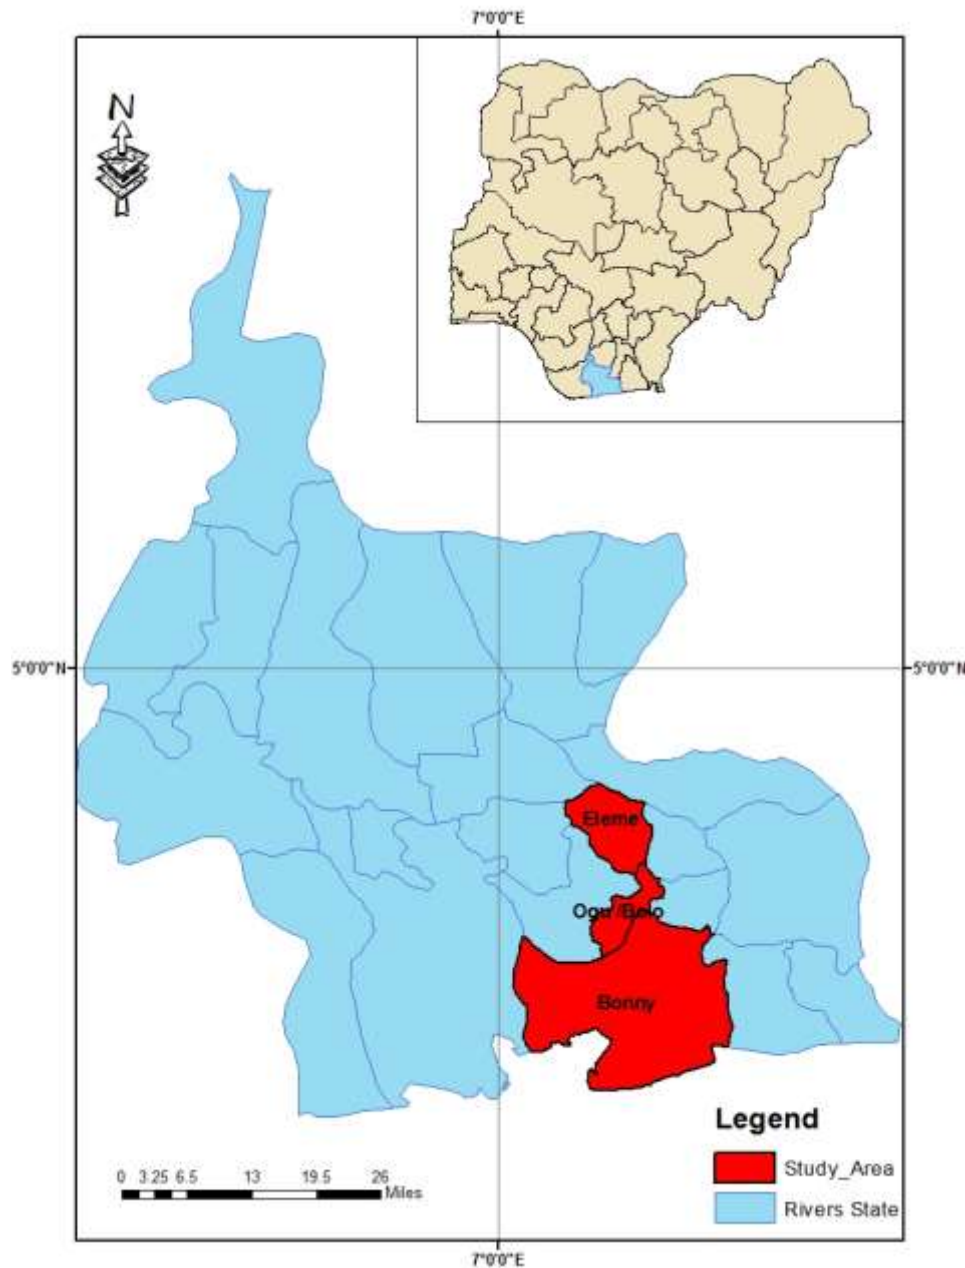 7°0'0"E
N
5°0'0"N
5°0'0"N
Eleme
Ogu /Bolo
Bonny
Legend
Study_Area
Rivers State
0 3.25 6.5 13 19.5 26
Miles
7°0'0"E